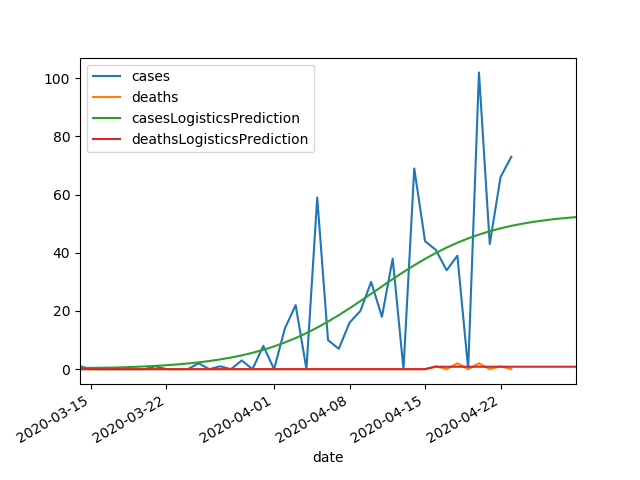 cases
deaths
casesLogisticsPrediction
deathsLogisticsPrediction
100
80
60
40
20
0
2020-03-15
2020-03-22
2020-04-01
2020-04-08
2020-04-15
2020-04-22
date